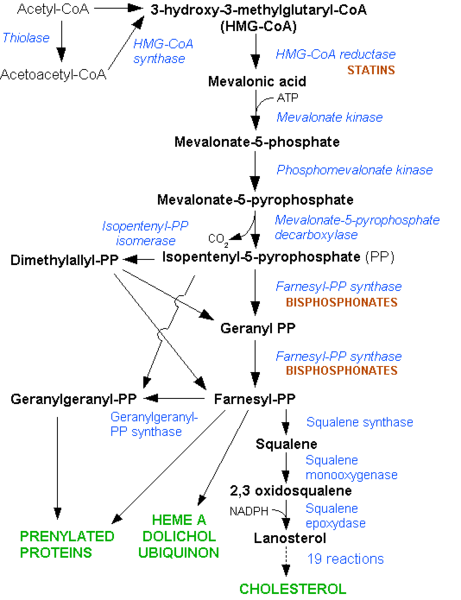 Acetyl-CoA
3-hydroxy-3-methylglutaryl-CoA
(HMG-CoA)
Thiolase
HMG-CoA
synthase
HMG-CoA reductase
STATINS
Acetoacetyl-CoA
Mevalonic acid
ATP
Mevalonate kinase
Mevalonate-5-phosphate
Phosphomevalonate kinase
Mevalonate-5-pyrophosphate
Isopentenyl-PP
isomerase
CO2
Mevalonate-5-pyrophosphate
decarboxylase
Dimethylallyl-PP
Isopentenyl-5-pyrophosphate (PP)
Farnesyl-PP synthase
BISPHOSPHONATES
Geranyl PP
Farnesyl-PP synthase
BISPHOSPHONATES
Geranylgeranyl-PP
Farnesyl-PP
Geranylgeranyl-
PP synthase
Squalene synthase
Squalene
Squalene
monooxygenase
2,3 oxidosqualene
NADPH
Squalene
epoxydase
Lanosterol
PRENYLATED
PROTEINS
HEME A
DOLICHOL
UBIQUINON
19 reactions
CHOLESTEROL